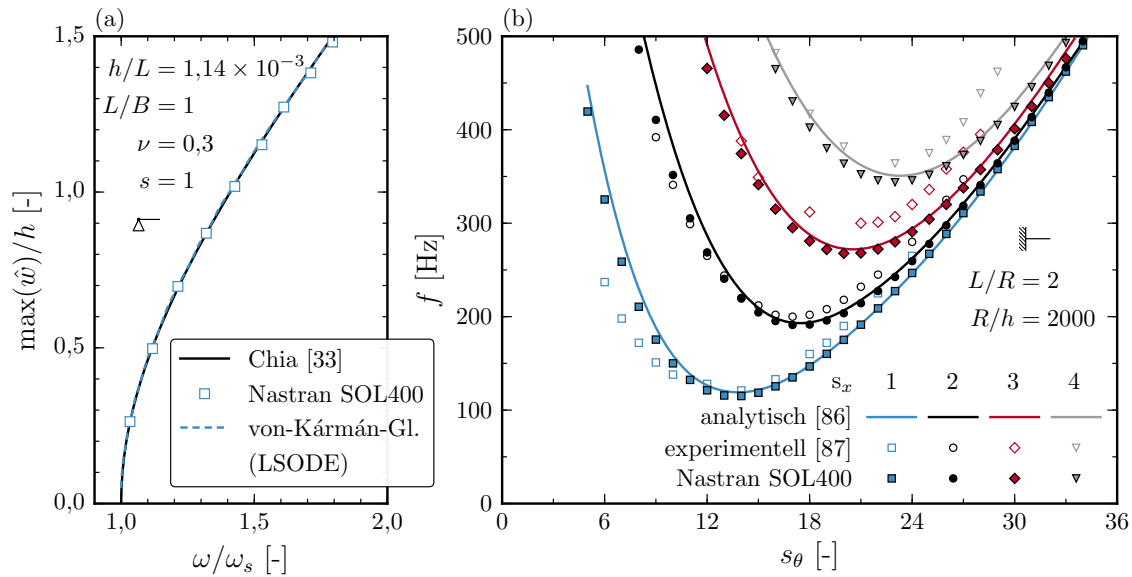 (a)
1,5
1,0
0,5
0,0
max(ŵ)/h [-]
h/L = 1,14 × 10⁻³
L/B = 1
ν = 0,3
s = 1
Chia [33]
Nastran SOL400
von-Kármán-Gl.
(LSODE)
1,0 1,5 2,0
ω/ωₛ [-]
(b)
500
400
300
200
100
0
f [Hz]
L/R = 2
R/h = 2000
sₓ 1 2 3 4
analytisch [86]
experimentell [87]
Nastran SOL400
0 6 12 18 24 30 36
s_θ [-]